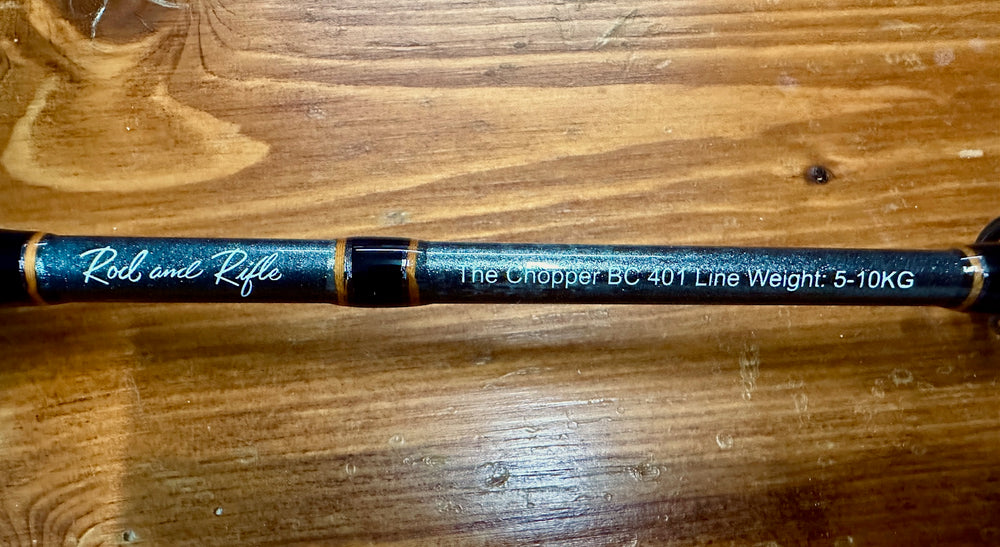 Rod and Rifle
The Chopper BC 401 Line Weight: 5-10KG